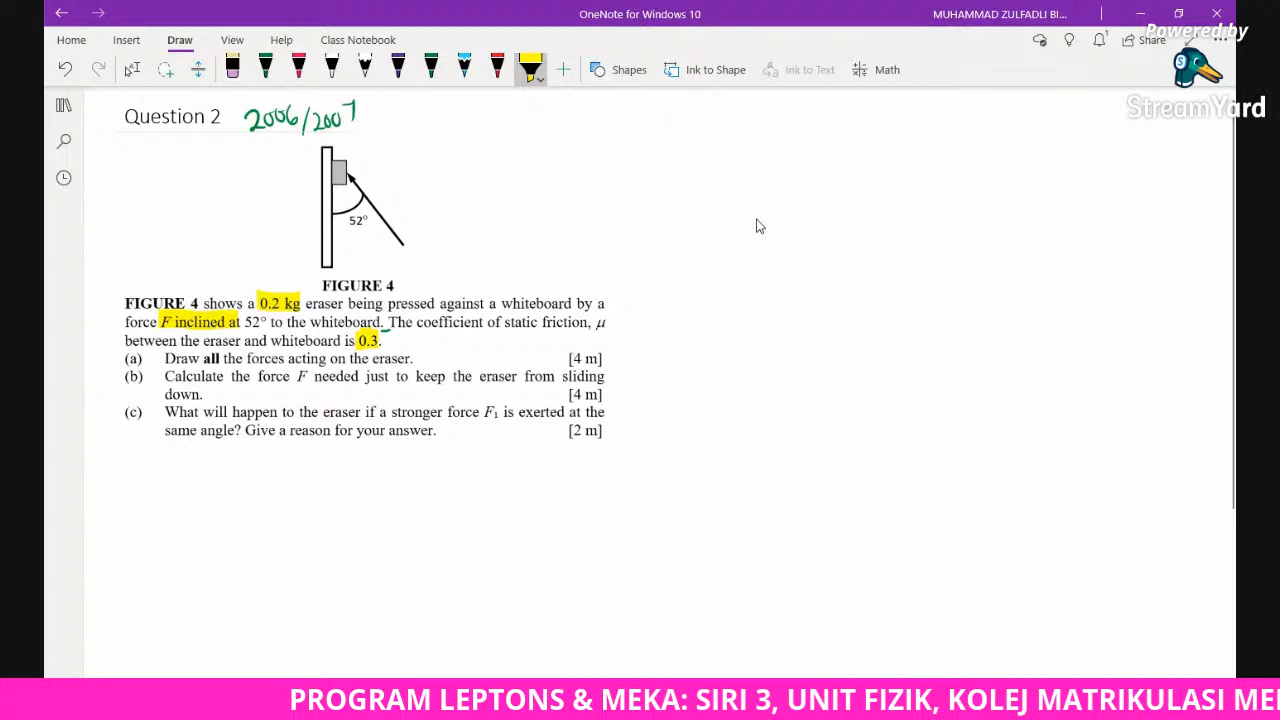 OneNote for Windows 10
MUHAMMAD ZULFADLI BI...
Powered by
Home Insert Draw View Help Class Notebook Share
Shapes Ink to Shape Ink to Text Math
StreamYard
Question 2 2006/2007
52°
FIGURE 4
FIGURE 4 shows a 0.2 kg eraser being pressed against a whiteboard by a
force F inclined at 52° to the whiteboard. The coefficient of static friction, μ
between the eraser and whiteboard is 0.3.
(a) Draw all the forces acting on the eraser. [4 m]
(b) Calculate the force F needed just to keep the eraser from sliding
down. [4 m]
(c) What will happen to the eraser if a stronger force F₁ is exerted at the
same angle? Give a reason for your answer. [2 m]
PROGRAM LEPTONS & MEKA: SIRI 3, UNIT FIZIK, KOLEJ MATRIKULASI ME